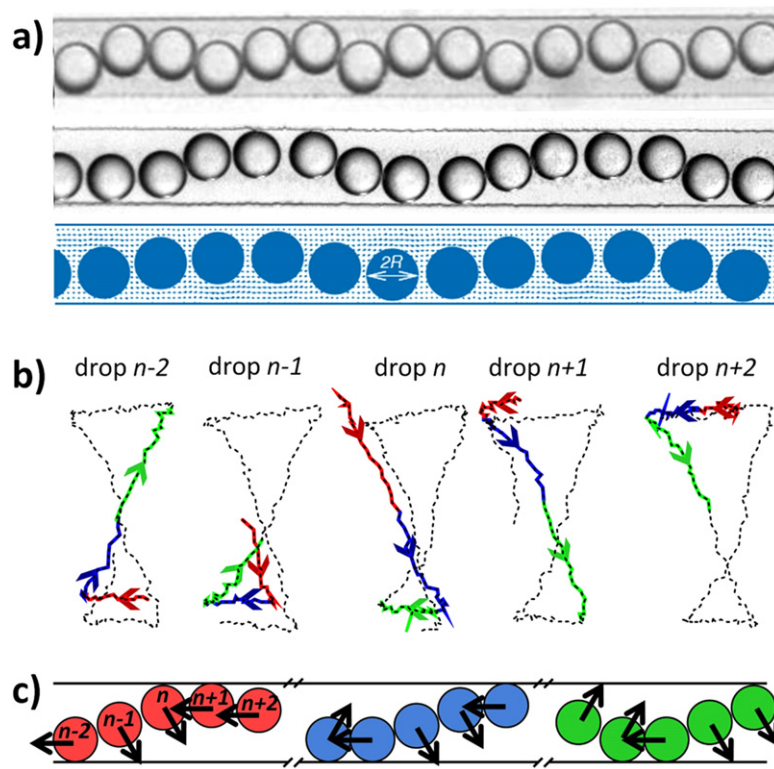 a)
2R
b)
drop n-2 drop n-1 drop n drop n+1 drop n+2
c)
n-2 n-1 n n+1 n+2